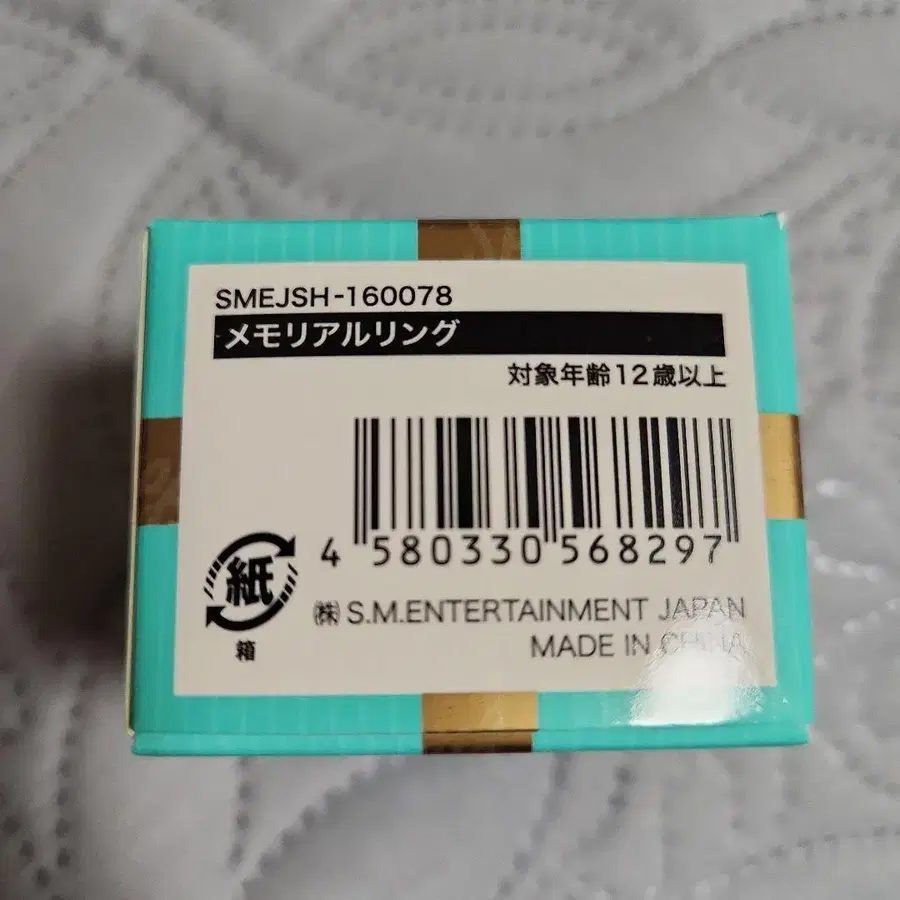 SMEJSH-160078
メモリアルリング
対象年齢12歳以上
4 580330 568297
紙
箱
㈱ S.M.ENTERTAINMENT JAPAN
MADE IN CHINA